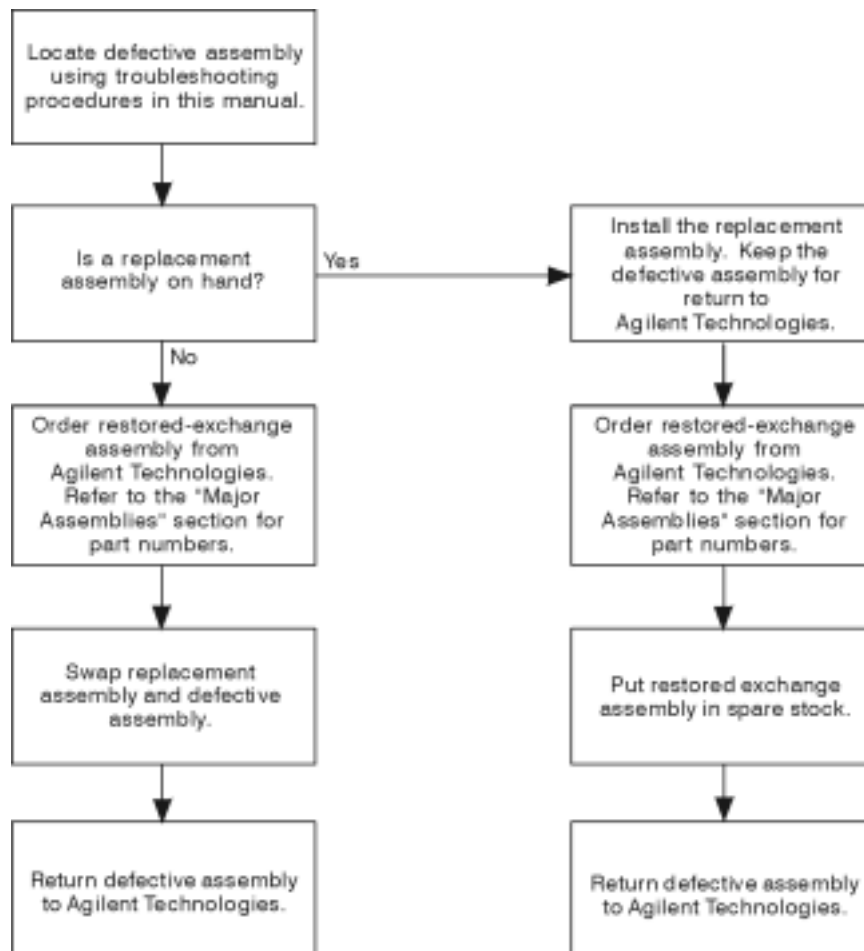 Locate defective assembly
using troubleshooting
procedures in this manual.
Is a replacement
assembly on hand?
Yes
Install the replacement
assembly. Keep the
defective assembly for
return to
Agilent Technologies.
No
Order restored-exchange
assembly from
Agilent Technologies.
Refer to the "Major
Assemblies" section for
part numbers.
Order restored-exchange
assembly from
Agilent Technologies.
Refer to the "Major
Assemblies" section for
part numbers.
Swap replacement
assembly and defective
assembly.
Put restored exchange
assembly in spare stock.
Return defective assembly
to Agilent Technologies.
Return defective assembly
to Agilent Technologies.